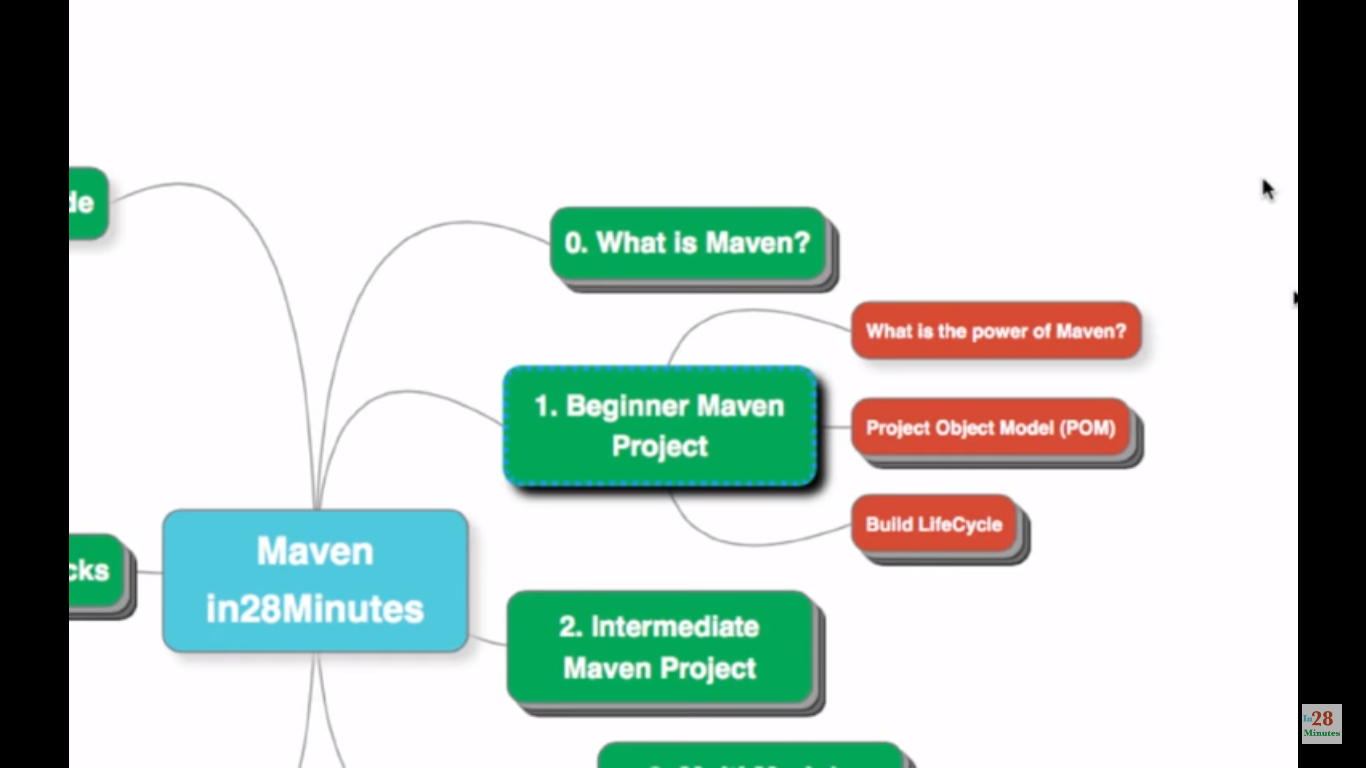 de
0. What is Maven?
What is the power of Maven?
1. Beginner Maven
Project
Project Object Model (POM)
Build LifeCycle
cks
Maven
in28Minutes
2. Intermediate
Maven Project
In28
Minutes